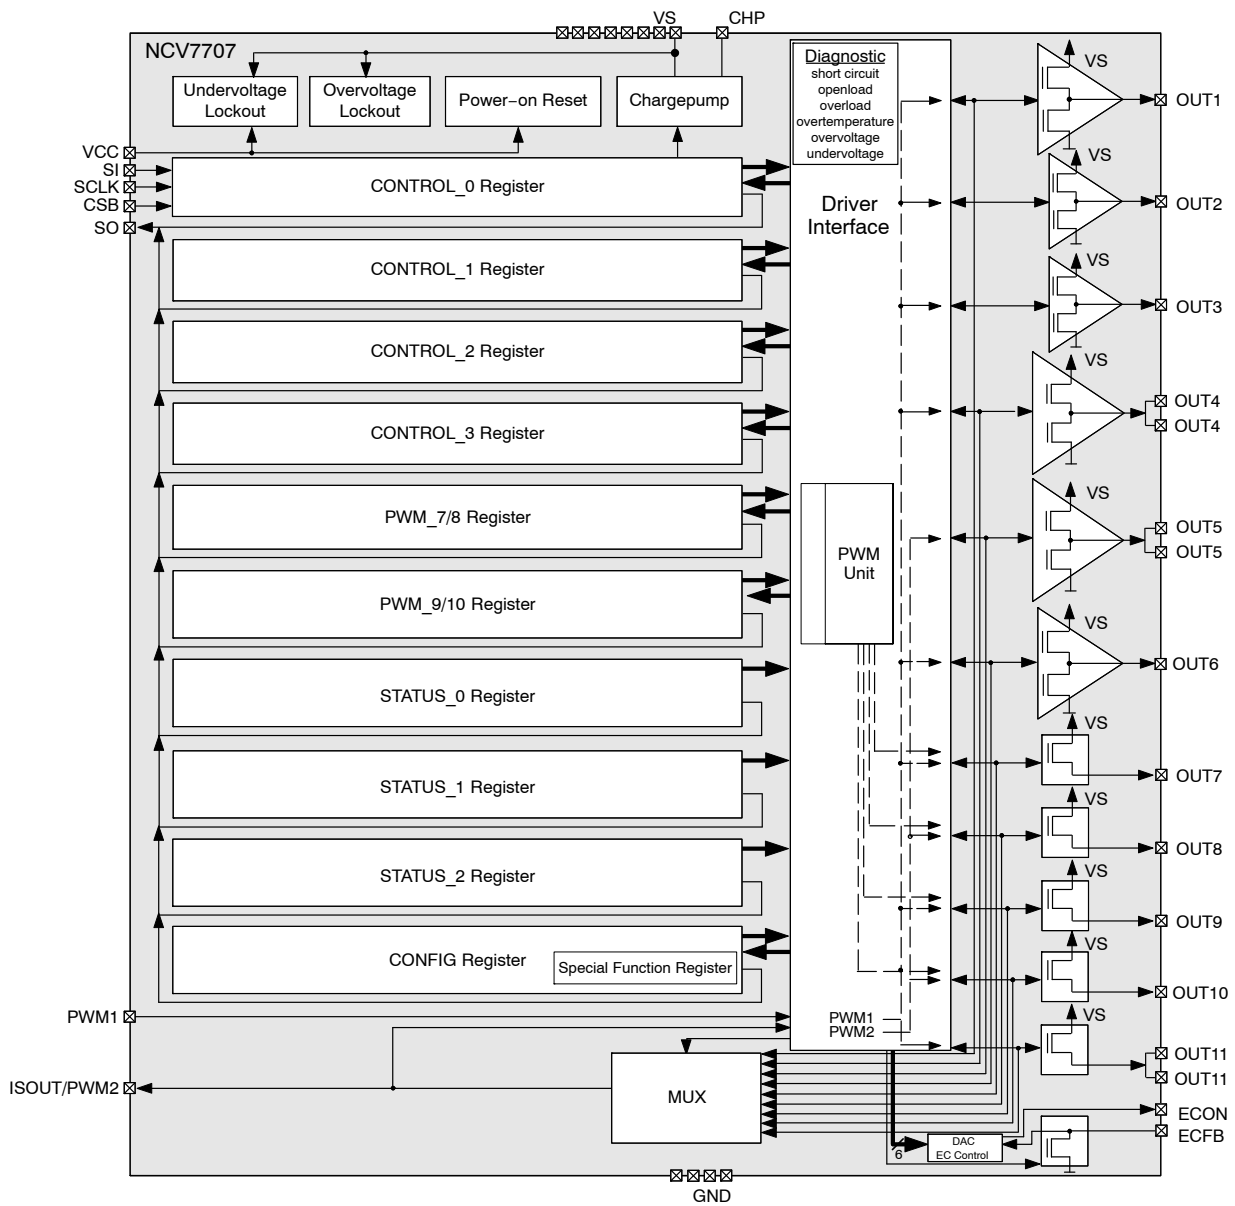 VS
CHP
NCV7707
Undervoltage
Lockout
Overvoltage
Lockout
Power−on Reset
Chargepump
Diagnostic
short circuit
openload
overload
overtemperature
overvoltage
undervoltage
VCC
SI
SCLK
CSB
SO
CONTROL_0 Register
CONTROL_1 Register
CONTROL_2 Register
CONTROL_3 Register
PWM_7/8 Register
PWM_9/10 Register
STATUS_0 Register
STATUS_1 Register
STATUS_2 Register
CONFIG Register
Special Function Register
Driver
Interface
PWM
Unit
PWM1
PWM2
VS
OUT1
VS
OUT2
VS
OUT3
VS
OUT4
OUT4
VS
OUT5
OUT5
VS
OUT6
VS
OUT7
VS
OUT8
VS
OUT9
VS
OUT10
VS
OUT11
OUT11
PWM1
ISOUT/PWM2
MUX
6
DAC
EC Control
ECON
ECFB
GND